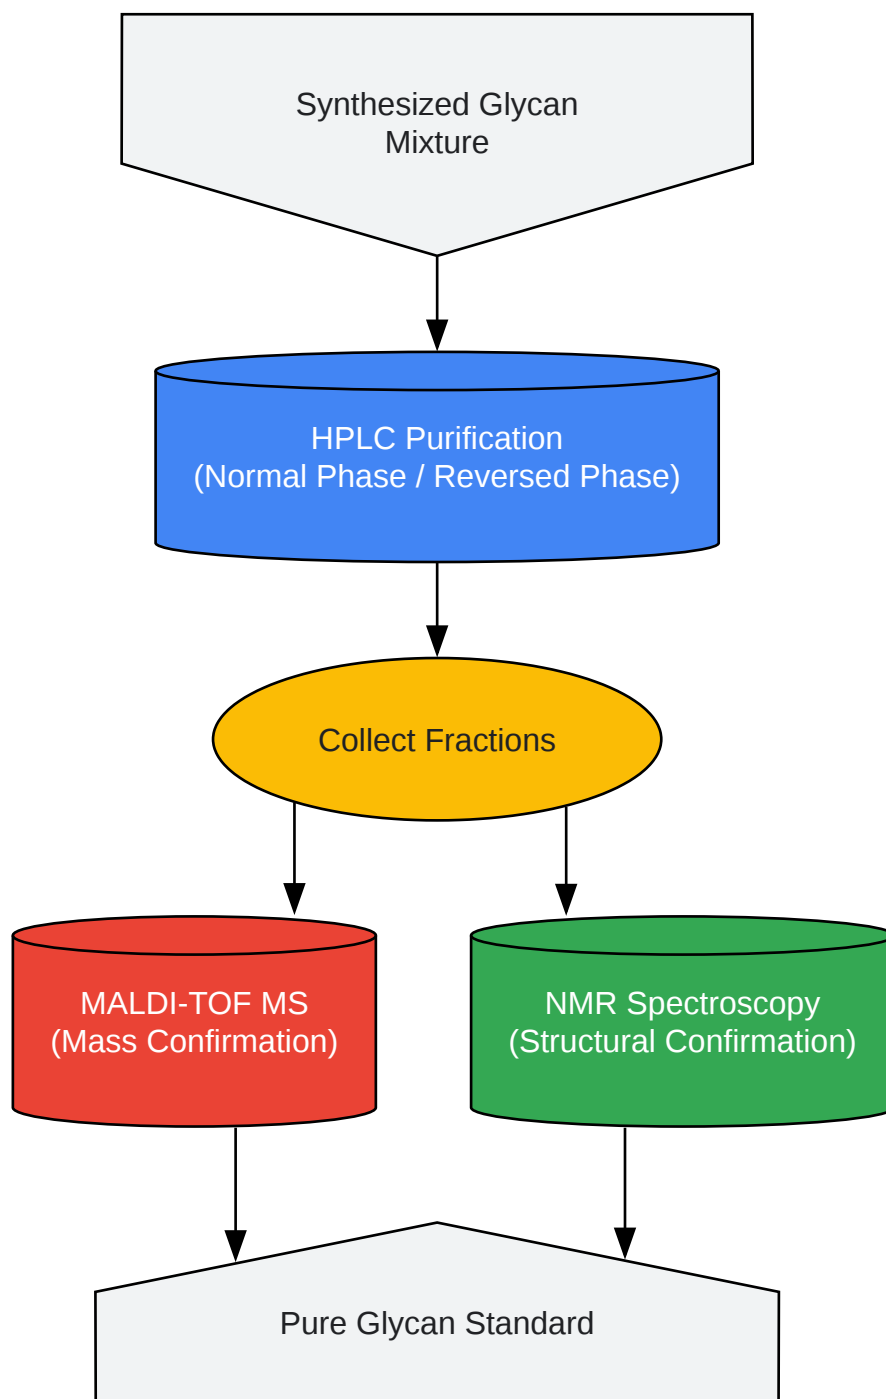 Synthesized Glycan
Mixture
HPLC Purification
(Normal Phase / Reversed Phase)
Collect Fractions
MALDI-TOF MS
(Mass Confirmation)
NMR Spectroscopy
(Structural Confirmation)
Pure Glycan Standard